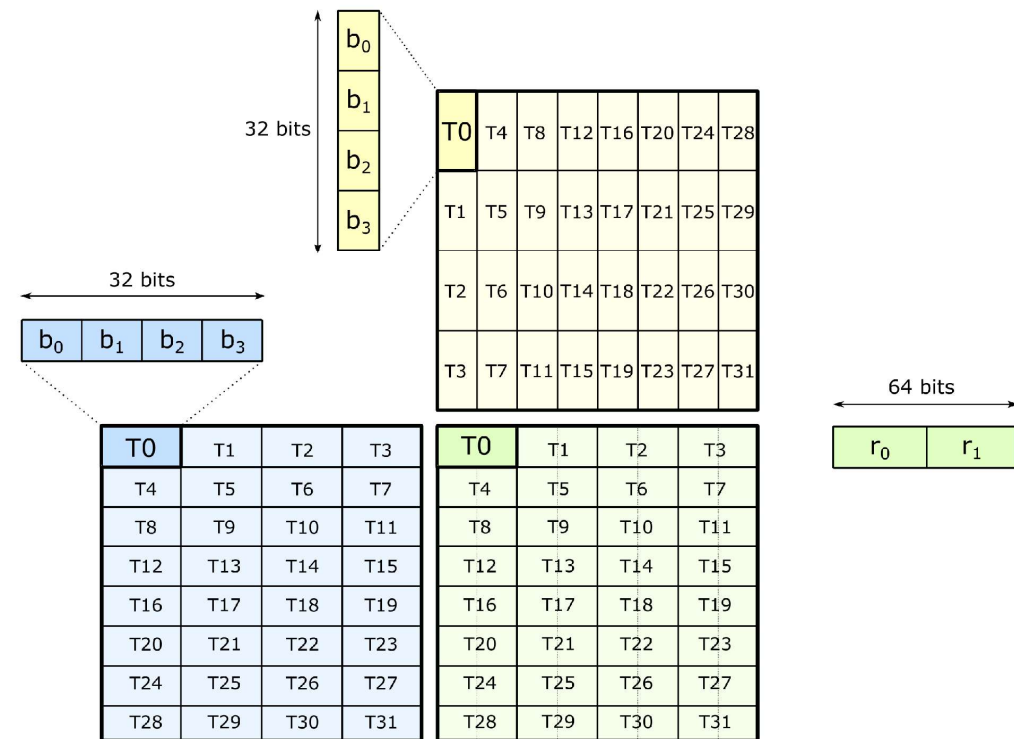 b0
b1
32 bits
b2
b3
T0 T4 T8 T12 T16 T20 T24 T28
T1 T5 T9 T13 T17 T21 T25 T29
T2 T6 T10 T14 T18 T22 T26 T30
T3 T7 T11 T15 T19 T23 T27 T31
32 bits
b0 b1 b2 b3
T0 T1 T2 T3
T4 T5 T6 T7
T8 T9 T10 T11
T12 T13 T14 T15
T16 T17 T18 T19
T20 T21 T22 T23
T24 T25 T26 T27
T28 T29 T30 T31
T0 T1 T2 T3
T4 T5 T6 T7
T8 T9 T10 T11
T12 T13 T14 T15
T16 T17 T18 T19
T20 T21 T22 T23
T24 T25 T26 T27
T28 T29 T30 T31
64 bits
r0 r1